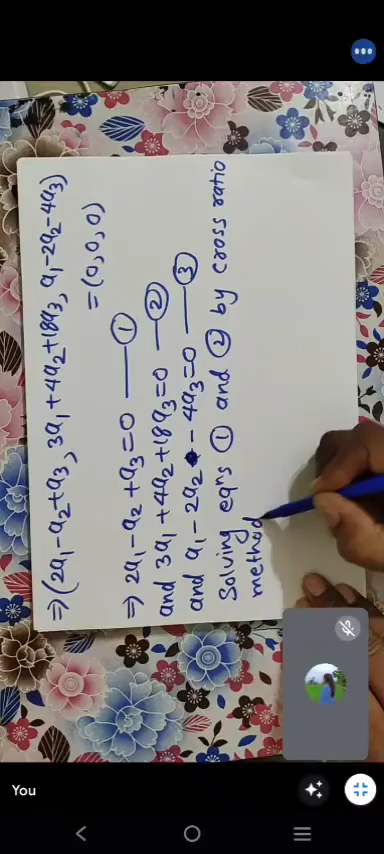 ⇒ (2a₁ - a₂ + a₃, 3a₁ + 4a₂ + 18a₃, a₁ - 2a₂ - 4a₃)
= (0, 0, 0)
⇒ 2a₁ - a₂ + a₃ = 0 —— ①
and 3a₁ + 4a₂ + 18a₃ = 0 —— ②
and a₁ - 2a₂ - 4a₃ = 0 —— ③
Solving eqns ① and ② by cross ratio
method
You